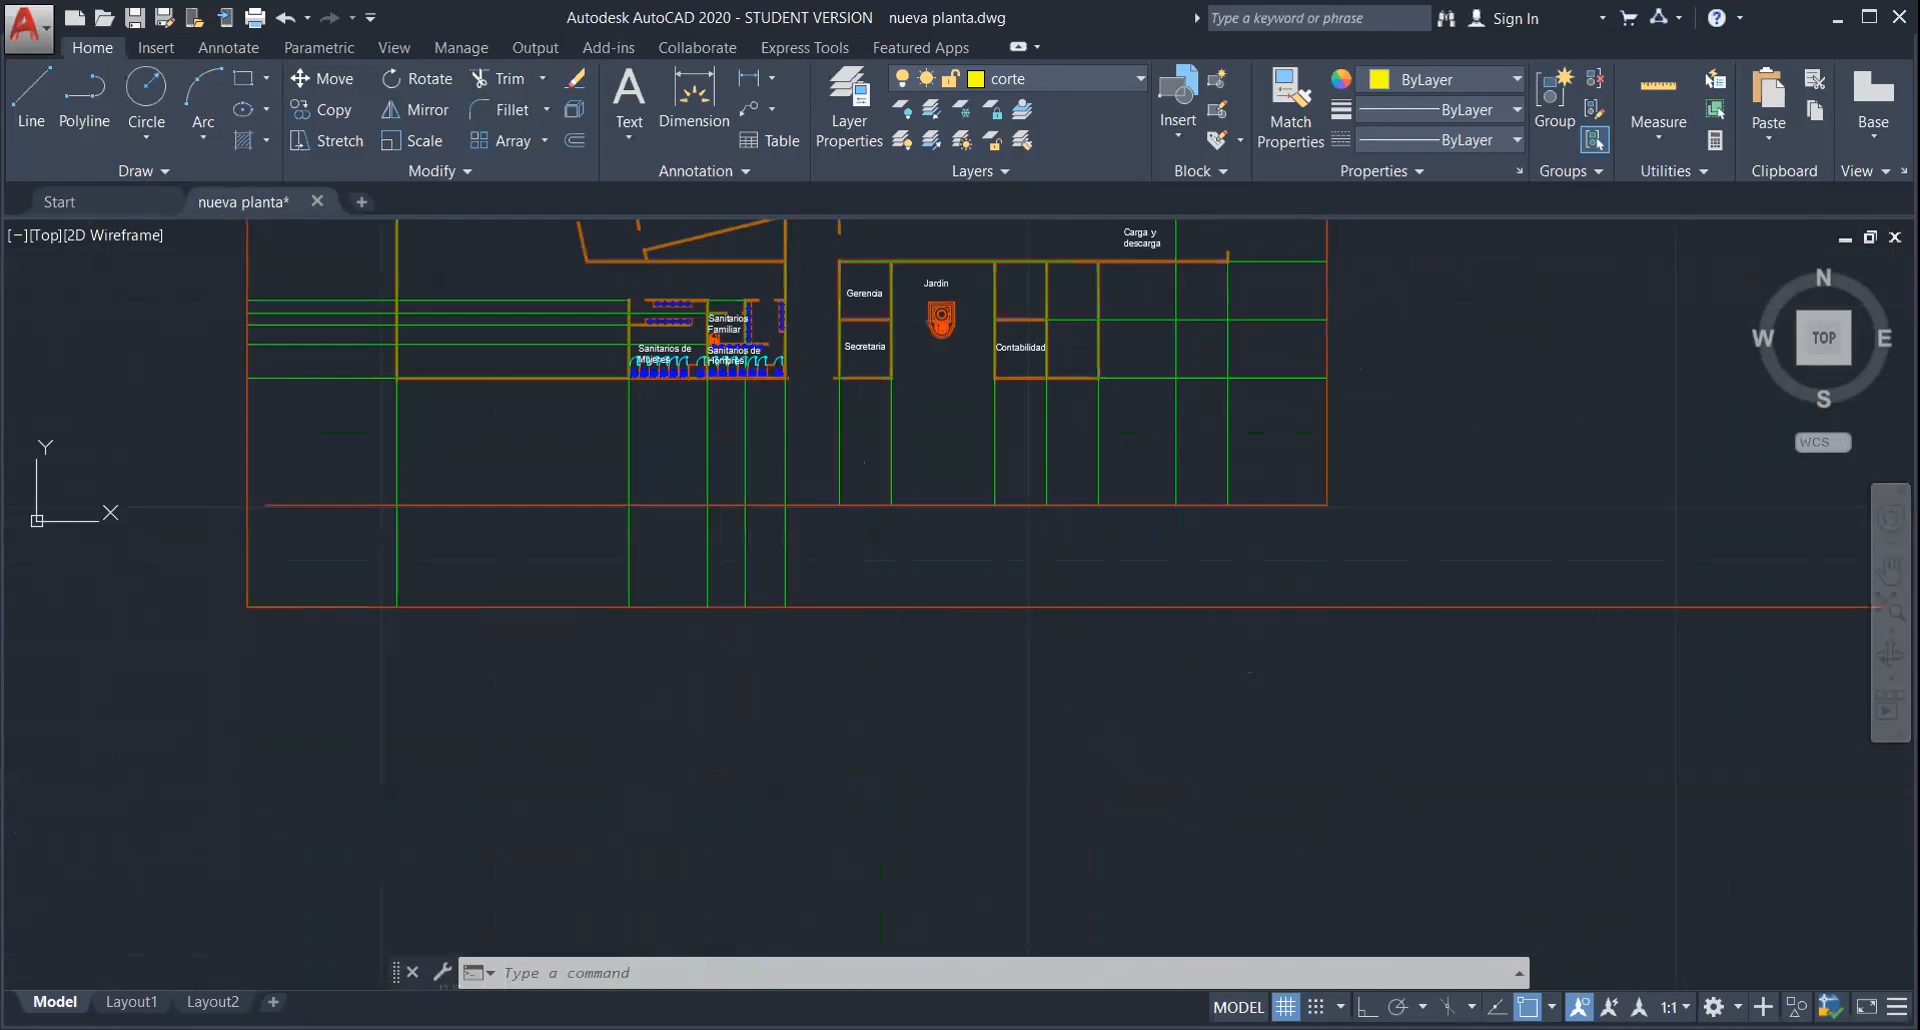 Autodesk AutoCAD 2020 - STUDENT VERSION nueva planta.dwg
Type a keyword or phrase
Sign In
Home Insert Annotate Parametric View Manage Output Add-ins Collaborate Express Tools Featured Apps
Line
Polyline
Circle
Arc
Draw
Move
Rotate
Trim
Copy
Mirror
Fillet
Stretch
Scale
Array
Modify
Text
Dimension
Table
Annotation
Layer
Properties
corte
Layers
Insert
Block
Match
Properties
ByLayer
ByLayer
ByLayer
Properties
Group
Groups
Measure
Utilities
Paste
Clipboard
Base
View
Start
nueva planta*
[−][Top][2D Wireframe]
Carga y
descarga
Gerencia
Jardin
Secretaria
Contabilidad
Sanitarios
Familiar
Sanitarios de
Mujeres
Sanitarios de
Hombres
N
W
TOP
E
S
WCS
Y
X
Type a command
Model
Layout1
Layout2
MODEL
1:1